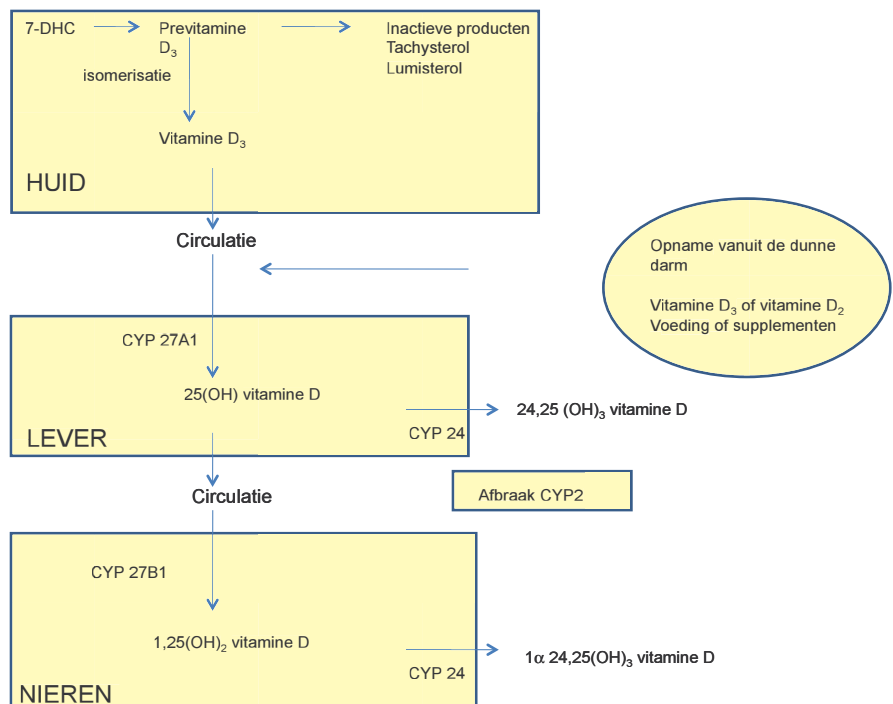 7-DHC
Previtamine
D₃
Inactieve producten
Tachysterol
Lumisterol
isomerisatie
Vitamine D₃
HUID
Circulatie
Opname vanuit de dunne
darm
Vitamine D₃ of vitamine D₂
Voeding of supplementen
CYP 27A1
25(OH) vitamine D
24,25 (OH)₃ vitamine D
CYP 24
LEVER
Circulatie
Afbraak CYP2
CYP 27B1
1,25(OH)₂ vitamine D
1α 24,25(OH)₃ vitamine D
CYP 24
NIEREN